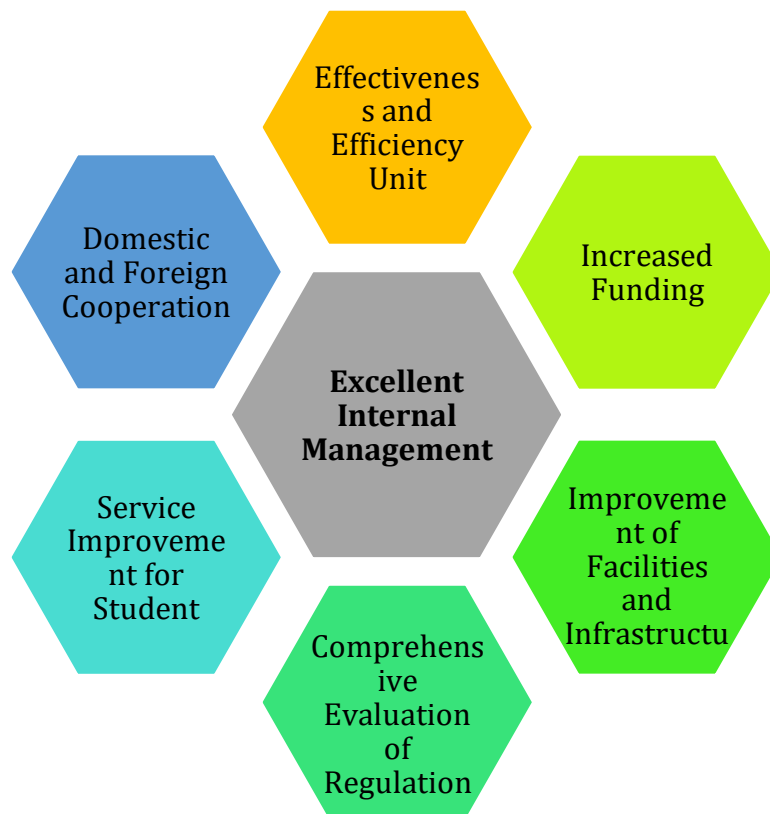 Effectivenes
s and
Efficiency
Unit
Increased
Funding
Improveme
nt of
Facilities
and
Infrastructu
Comprehens
ive
Evaluation
of
Regulation
Service
Improveme
nt for
Student
Domestic
and Foreign
Cooperation
Excellent
Internal
Management